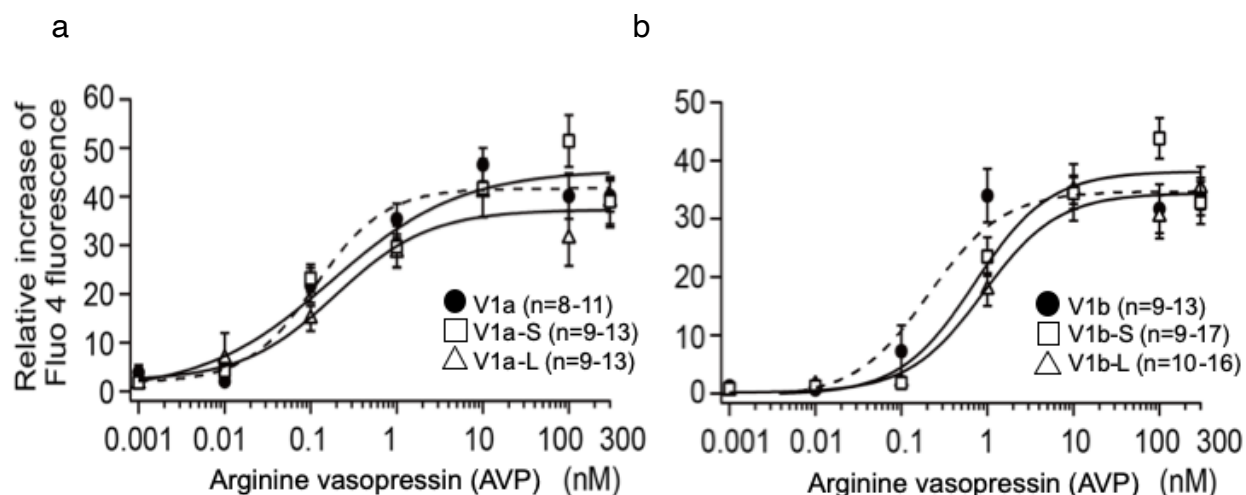 a
b
Relative increase of
Fluo 4 fluorescence
60
50
40
30
20
10
0
V1a (n=8-11)
V1a-S (n=9-13)
V1a-L (n=9-13)
0.001 0.01 0.1 1 10 100 300
Arginine vasopressin (AVP) (nM)
50
40
30
20
10
0
V1b (n=9-13)
V1b-S (n=9-17)
V1b-L (n=10-16)
0.001 0.01 0.1 1 10 100 300
Arginine vasopressin (AVP) (nM)